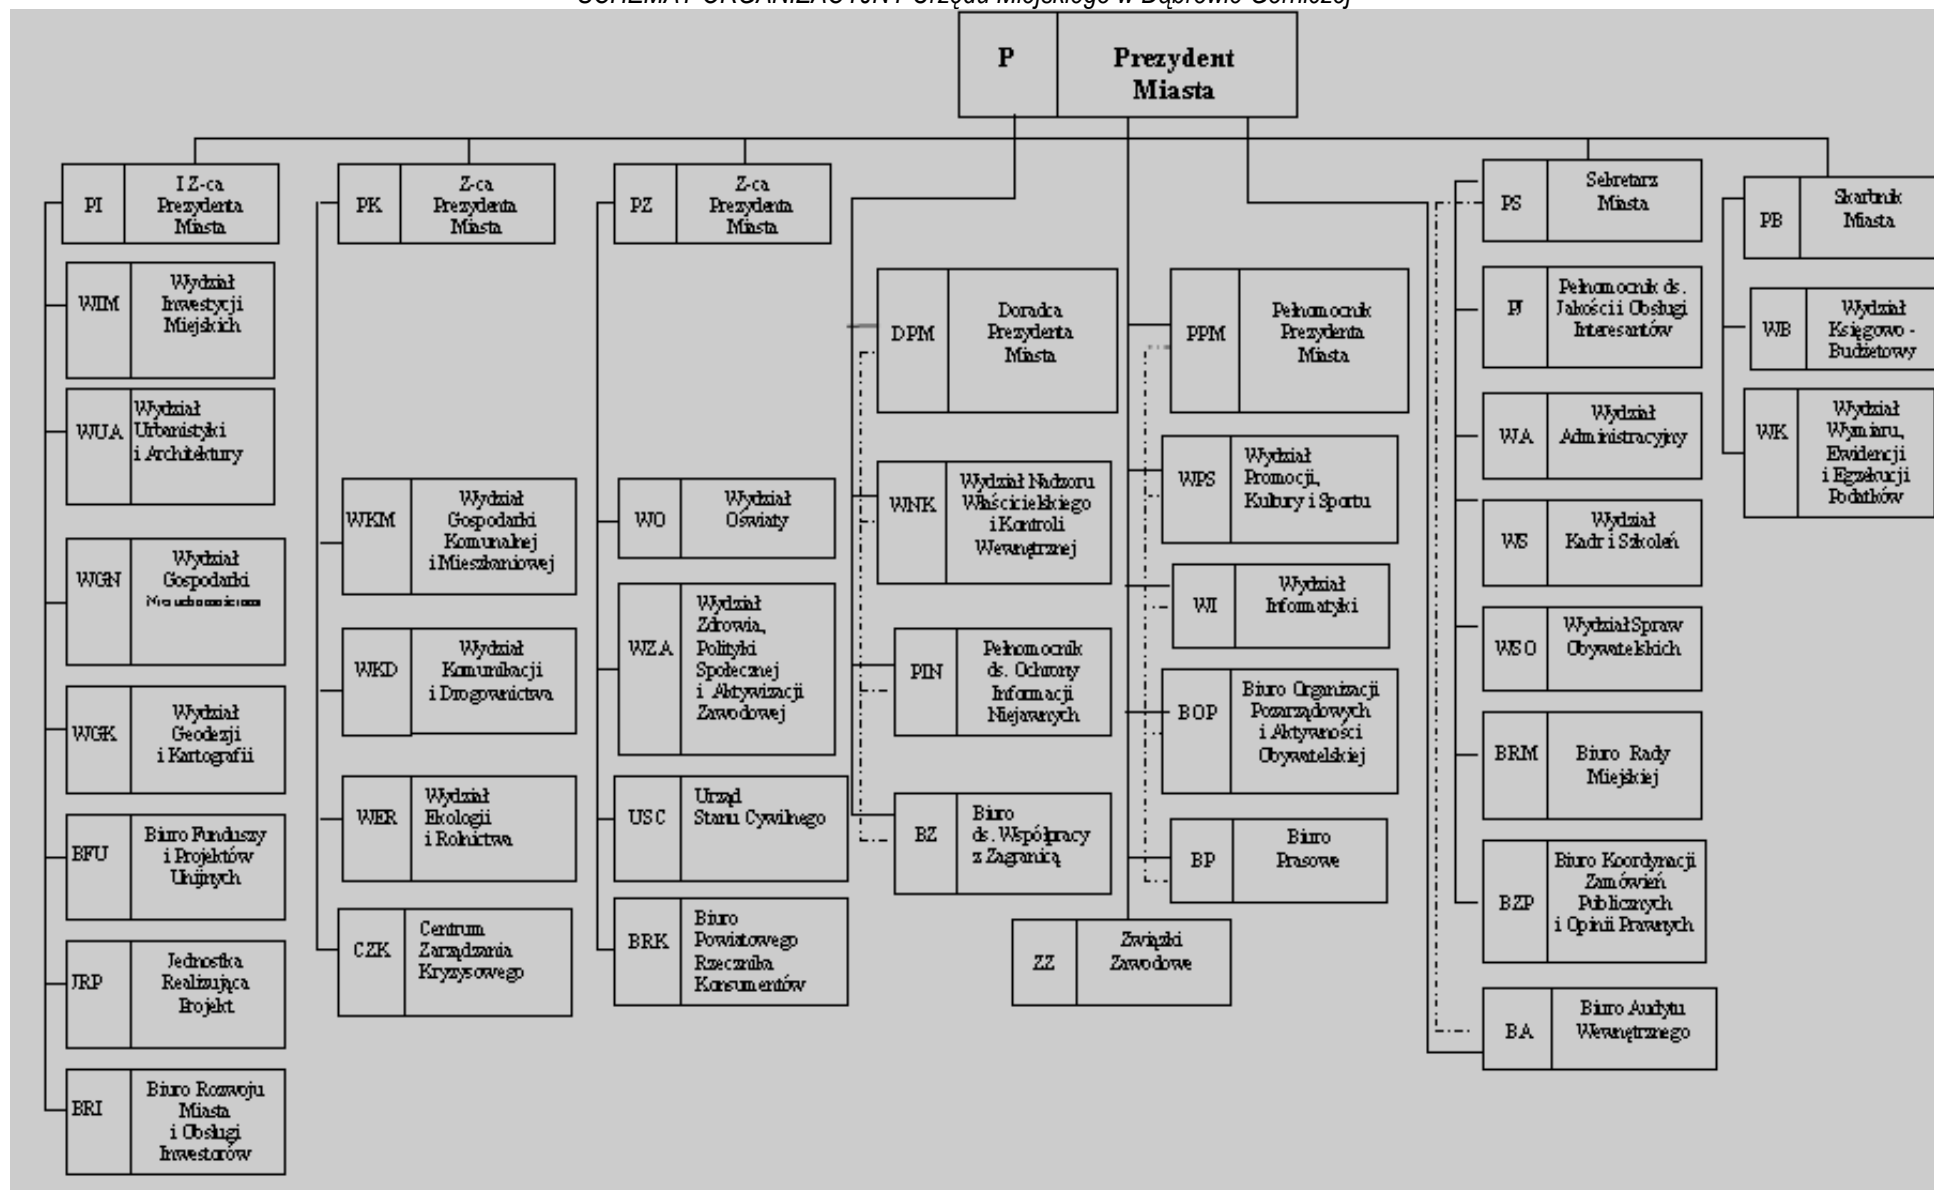 SCHEMAT ORGANIZACYJNY Urzędu Miejskiego w Dąbrowie Górniczej
P
Prezydent
Miasta
PI
I Z-ca
Prezydenta
Miasta
WIM
Wydział
Inwestycji
Miejskich
WUA
Wydział
Urbanistyki
i Architektury
WGN
Wydział
Gospodarki
Nieruchomościami
WGK
Wydział
Geodezji
i Kartografii
BFU
Biuro Funduszy
i Projektów
Unijnych
JRP
Jednostka
Realizująca
Projekt
BRI
Biuro Rozwoju
Miasta
i Obsługi
Inwestorów
PK
Z-ca
Prezydenta
Miasta
WKM
Wydział
Gospodarki
Komunalnej
i Mieszkaniowej
WKD
Wydział
Komunikacji
i Drogownictwa
WER
Wydział
Ekologii
i Rolnictwa
CZK
Centrum
Zarządzania
Kryzysowego
PZ
Z-ca
Prezydenta
Miasta
WO
Wydział
Oświaty
WZA
Wydział
Zdrowia,
Polityki
Społecznej
i Aktywizacji
Zawodowej
USC
Urząd
Stanu Cywilnego
BRK
Biuro
Powiatowego
Rzecznika
Konsumentów
DPM
Doradca
Prezydenta
Miasta
WNK
Wydział Nadzoru
Właścicielskiego
i Kontroli
Wewnętrznej
PIN
Pełnomocnik
ds. Ochrony
Informacji
Niejawnych
BZ
Biuro
ds. Współpracy
z Zagranicą
PPM
Pełnomocnik
Prezydenta
Miasta
WPS
Wydział
Promocji,
Kultury i Sportu
WI
Wydział
Informatyki
BOP
Biuro Organizacji
Pozarządowych
i Aktywności
Obywatelskiej
BP
Biuro
Prasowe
ZZ
Związki
Zawodowe
PS
Sekretarz
Miasta
PJ
Pełnomocnik ds.
Jakości i Obsługi
Interesantów
WA
Wydział
Administracyjny
WS
Wydział
Kadr i Szkoleń
WSO
Wydział Spraw
Obywatelskich
BRM
Biuro Rady
Miejskiej
BZP
Biuro Koordynacji
Zamówień
Publicznych
i Opinii Prawnych
BA
Biuro Audytu
Wewnętrznego
PB
Skarbnik
Miasta
WB
Wydział
Księgowo -
Budżetowy
WK
Wydział
Wymiaru,
Ewidencji
i Egzekucji
Podatków